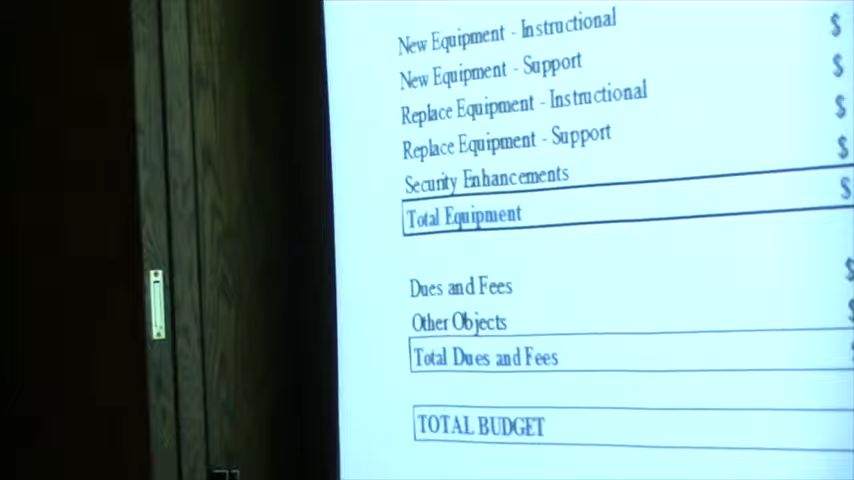 New Equipment - Instructional $
New Equipment - Support $
Replace Equipment - Instructional $
Replace Equipment - Support $
Security Enhancements $
Total Equipment $
Dues and Fees $
Other Objects $
Total Dues and Fees $
TOTAL BUDGET